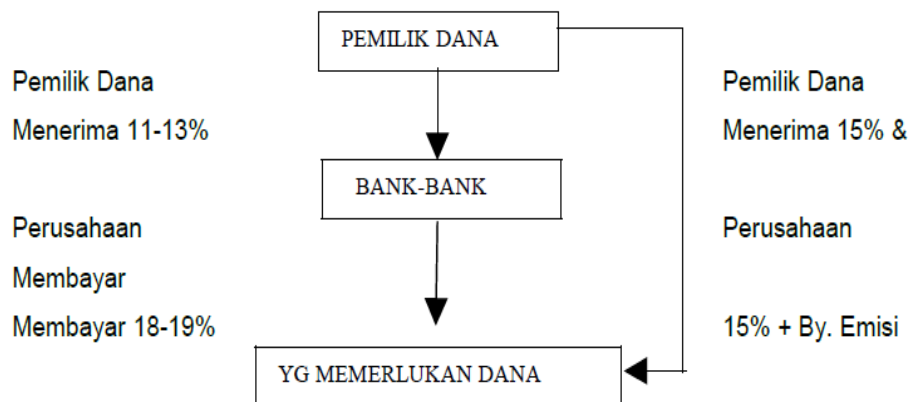 PEMILIK DANA
Pemilik Dana
Menerima 11-13%
Pemilik Dana
Menerima 15% &
BANK-BANK
Perusahaan
Membayar
Membayar 18-19%
Perusahaan
15% + By. Emisi
YG MEMERLUKAN DANA